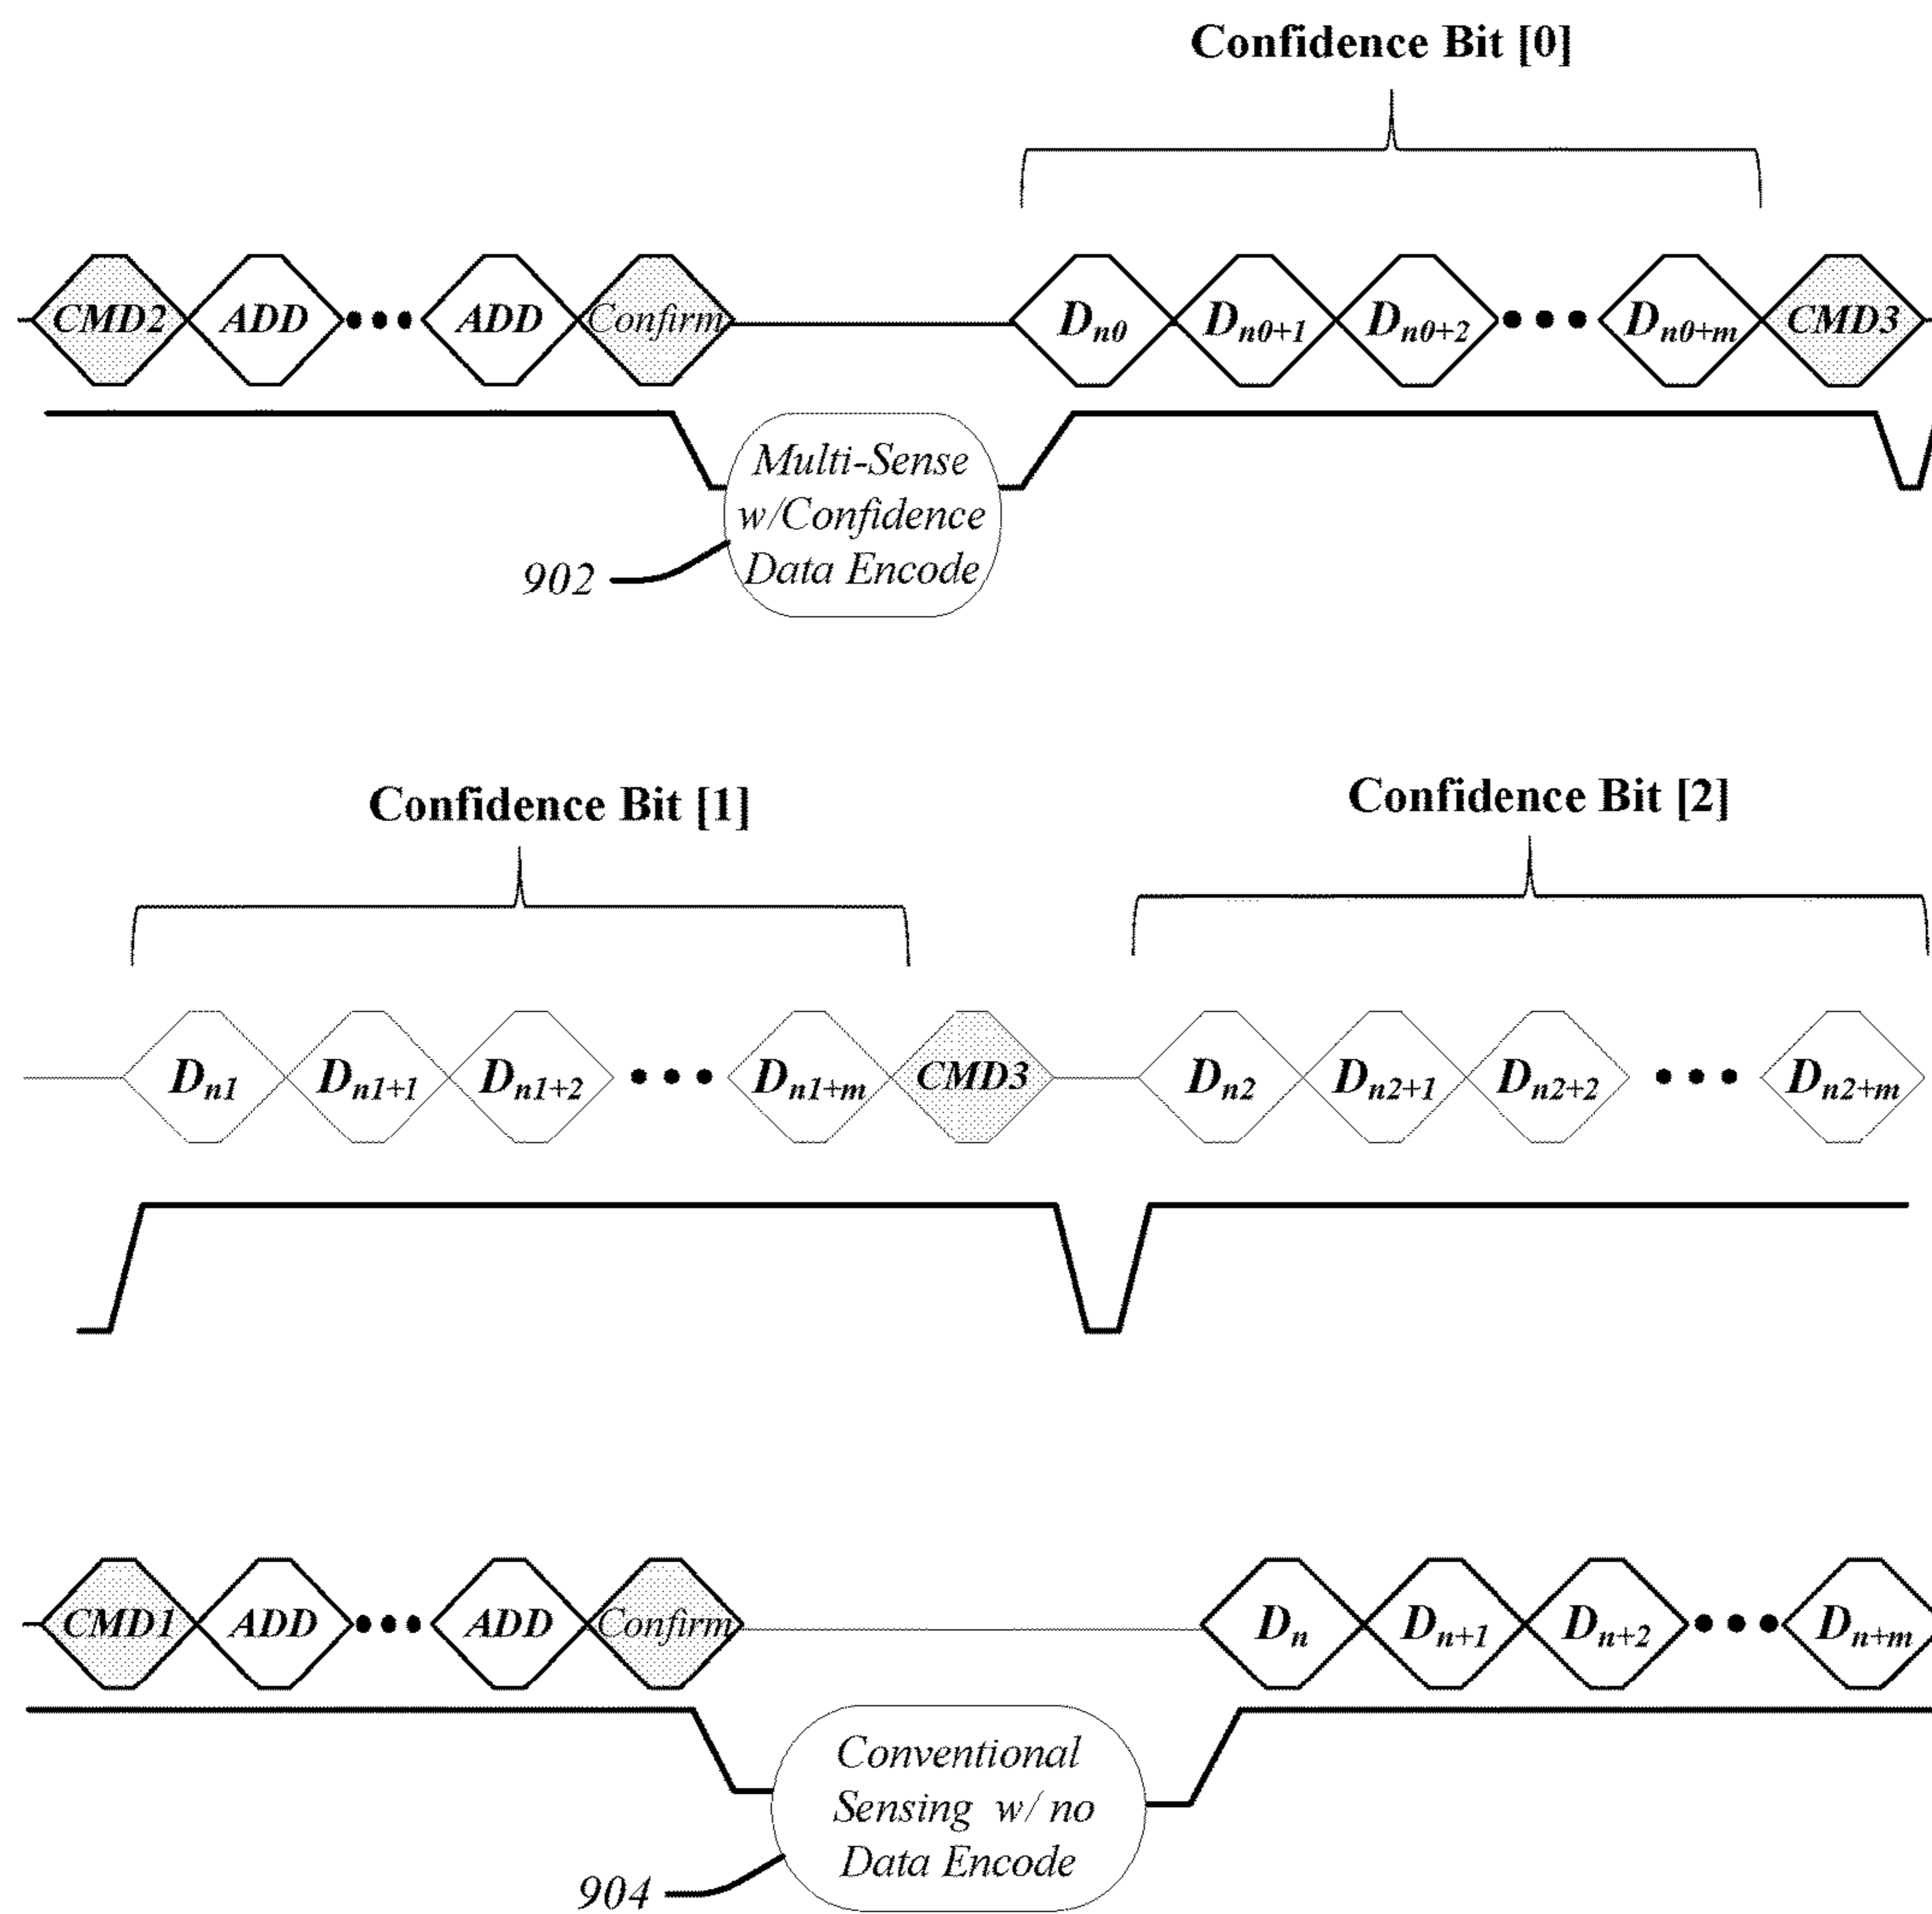 Confidence Bit [0]
CMD2 ADD ••• ADD Confirm Dn0 Dn0+1 Dn0+2 ••• Dn0+m CMD3
Multi-Sense
w/Confidence
Data Encode
902
Confidence Bit [1]
Confidence Bit [2]
Dn1 Dn1+1 Dn1+2 ••• Dn1+m CMD3 Dn2 Dn2+1 Dn2+2 ••• Dn2+m
CMD1 ADD ••• ADD Confirm Dn Dn+1 Dn+2 ••• Dn+m
Conventional
Sensing w/ no
Data Encode
904